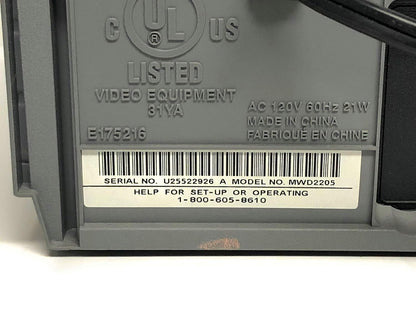 UL
®
C US
LISTED
VIDEO EQUIPMENT
31YA
E175216
AC 120V 60Hz 21W
MADE IN CHINA
FABRIQUÉ EN CHINE
SERIAL NO. U25522926 A MODEL NO. MWD2205
HELP FOR SET-UP OR OPERATING
1-800-605-8610